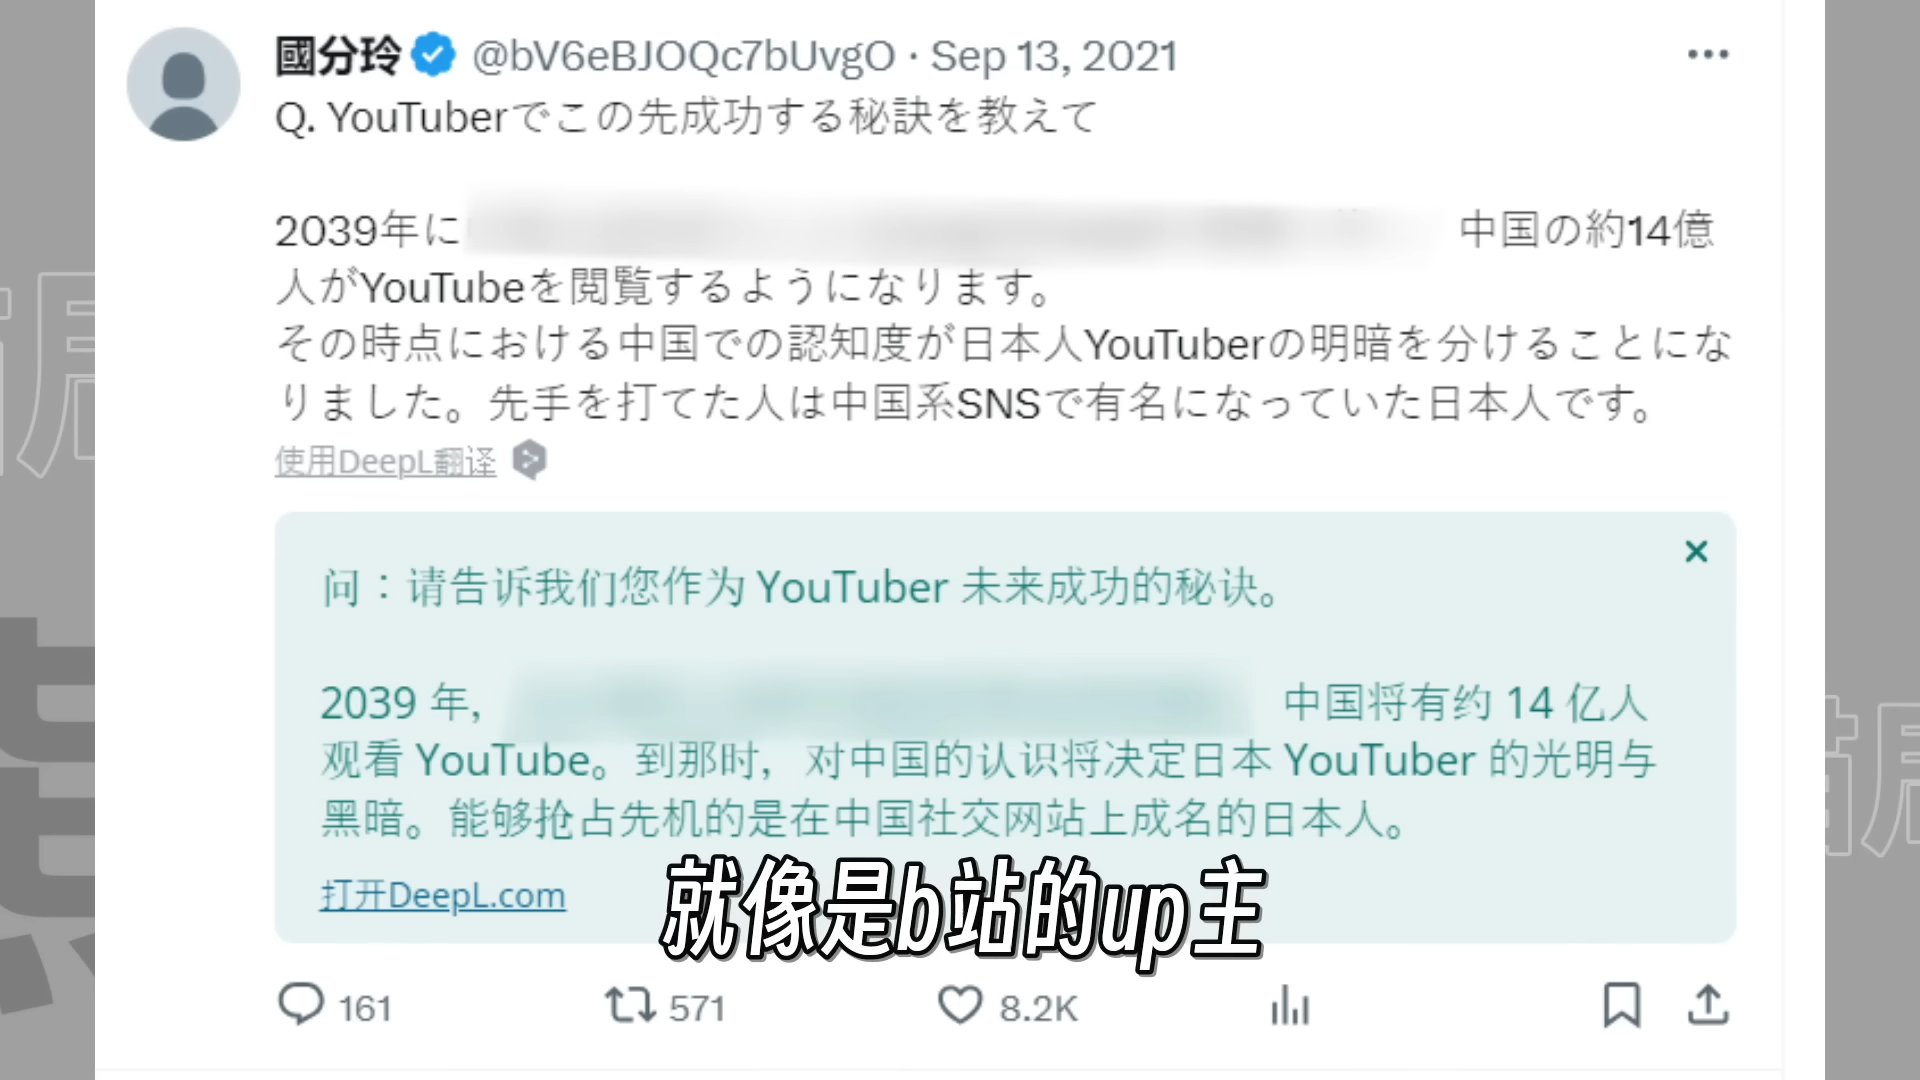 國分玲 @bV6eBJOQc7bUvgO · Sep 13, 2021
Q. YouTuberでこの先成功する秘訣を教えて
2039年に 中国の約14億
人がYouTubeを閲覧するようになります。
その時点における中国での認知度が日本人YouTuberの明暗を分けることにな
りました。先手を打てた人は中国系SNSで有名になっていた日本人です。
使用DeepL翻译
问：请告诉我们您作为 YouTuber 未来成功的秘诀。
2039 年, 中国将有约 14 亿人
观看 YouTube。到那时，对中国的认识将决定日本 YouTuber 的光明与
黑暗。能够抢占先机的是在中国社交网站上成名的日本人。
打开DeepL.com
就像是b站的up主
161 571 8.2K